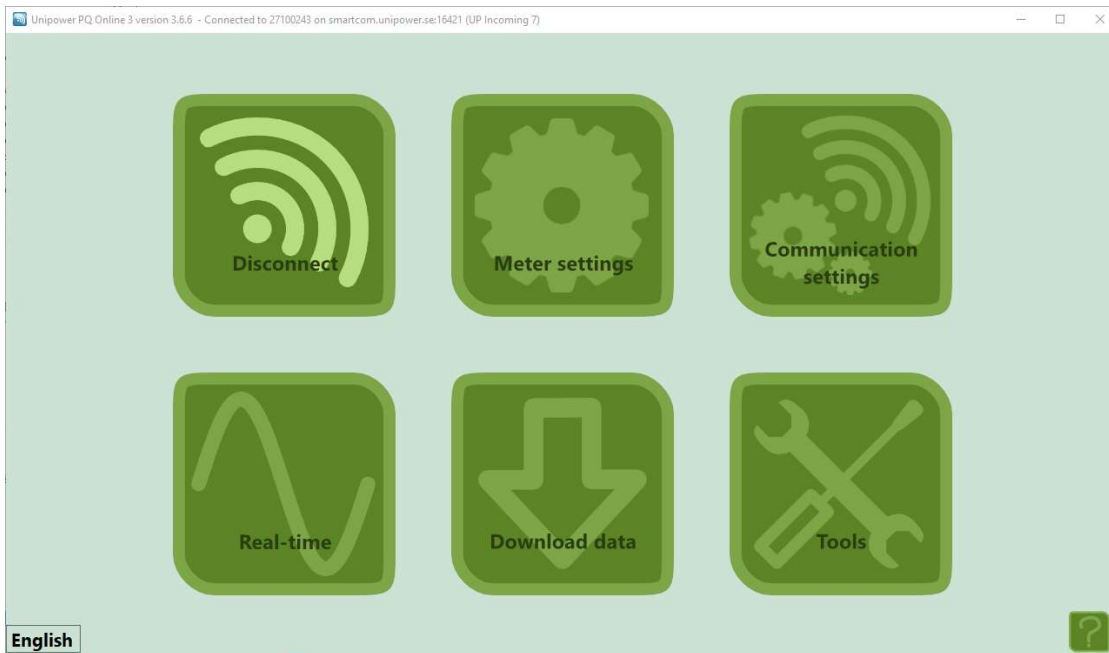 Unipower PQ Online 3 version 3.6.6 - Connected to 27100243 on smartcom.unipower.se:16421 (UP Incoming 7)
Disconnect
Meter settings
Communication
settings
Real-time
Download data
Tools
English
?